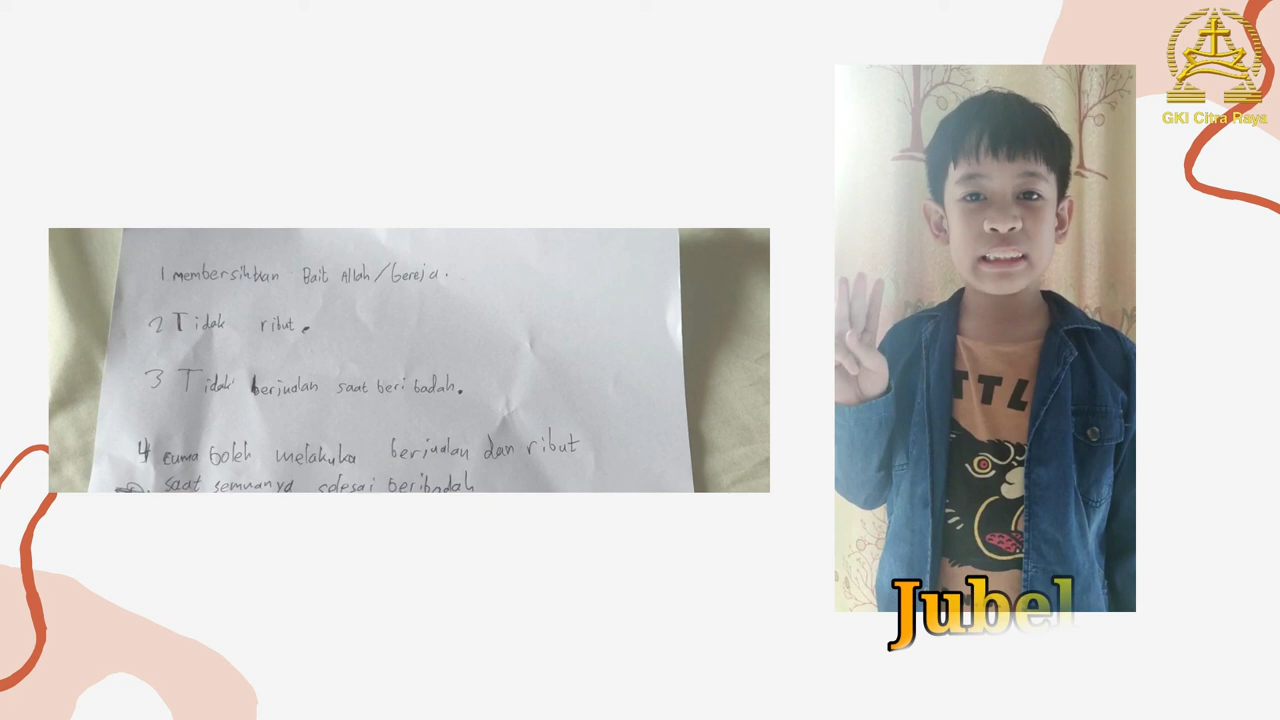 1 membersihkan Bait Allah/Gereja.
2 Tidak ribut.
3 Tidak berjualan saat beribadah.
4 cuma boleh melakuka berjualan dan ribut
saat semuanya selesai beribadah
GKI Citra Raya
TTL
Jubel